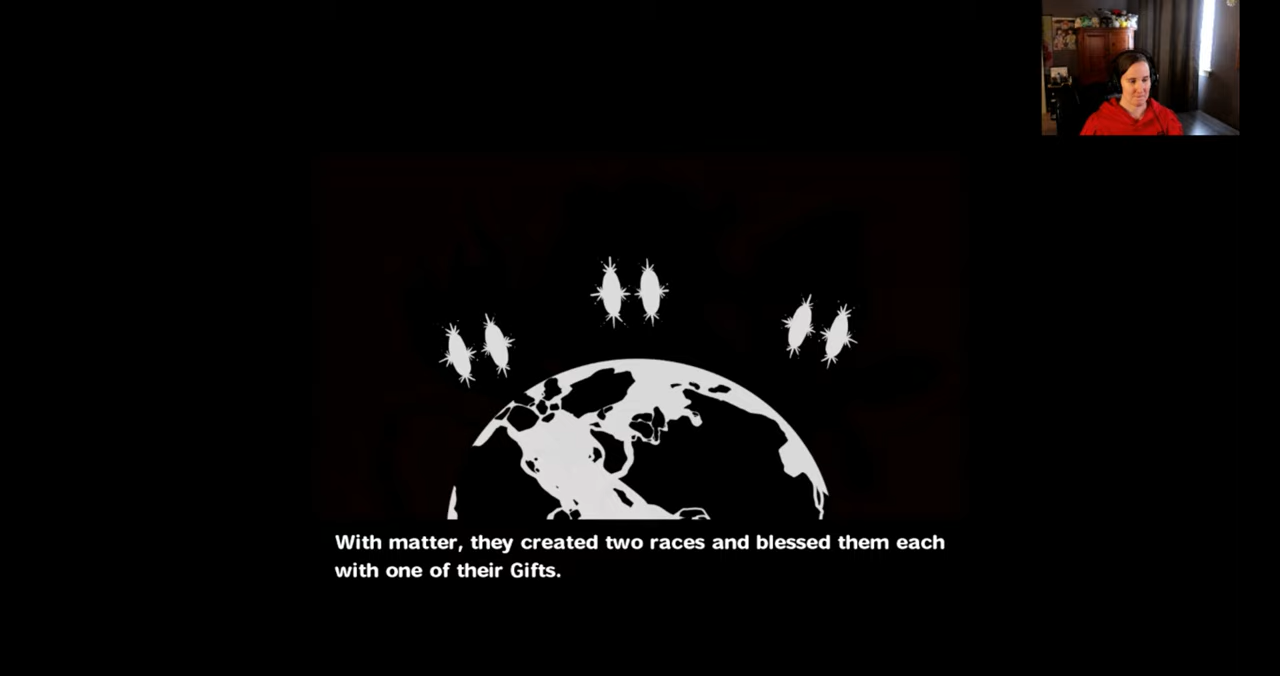 With matter, they created two races and blessed them each
with one of their Gifts.